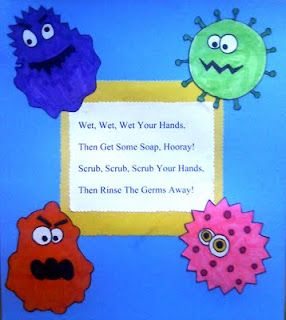 Wet, Wet, Wet Your Hands,
Then Get Some Soap, Hooray!
Scrub, Scrub, Scrub Your Hands,
Then Rinse The Germs Away!